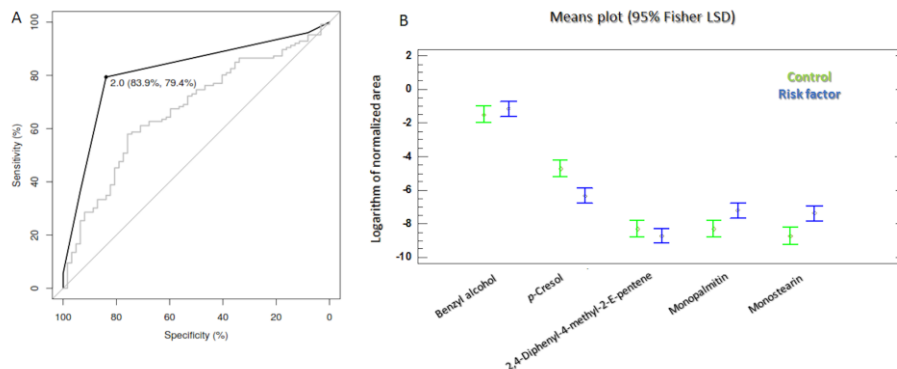 A
Sensitivity (%)
100
80
60
40
20
0
2.0 (83.9%, 79.4%)
100
80
60
40
20
0
Specificity (%)
B
Means plot (95% Fisher LSD)
Logarithm of normalized area
2
0
-2
-4
-6
-8
-10
Control
Risk factor
Benzyl alcohol
p-Cresol
2,4-Diphenyl-4-methyl-2-E-pentene
Monopalmitin
Monostearin